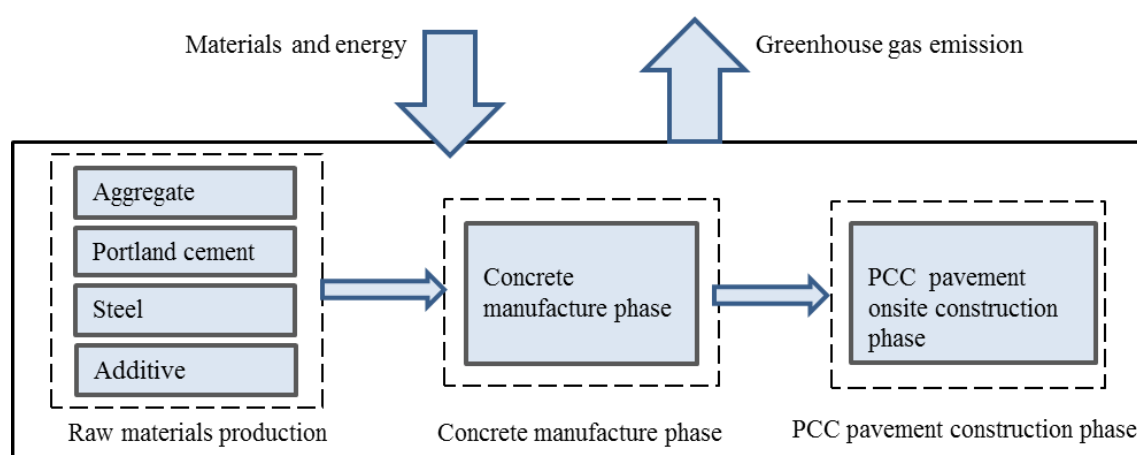 Materials and energy
Greenhouse gas emission
Aggregate
Portland cement
Steel
Additive
Concrete
manufacture phase
PCC pavement
onsite construction
phase
Raw materials production
Concrete manufacture phase
PCC pavement construction phase